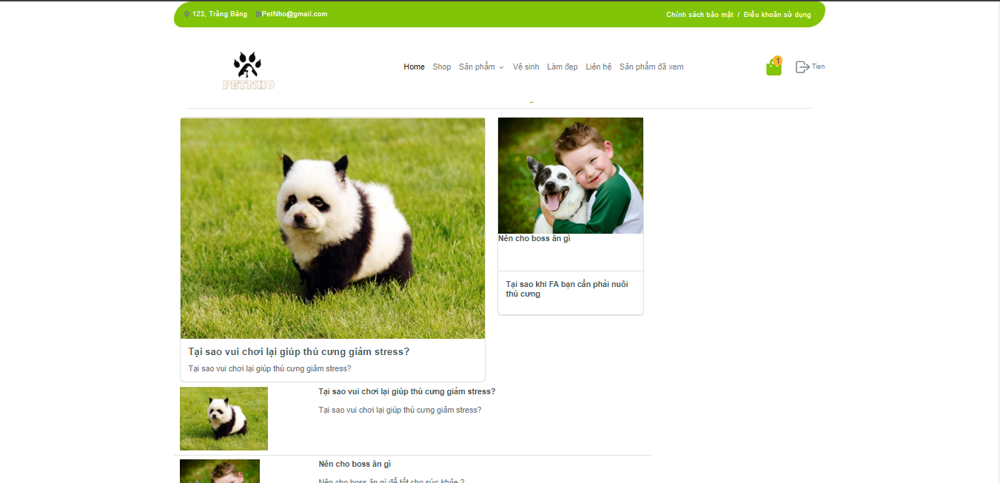 123, Trảng Bàng
PetNho@gmail.com
Chính sách bảo mật / Điều khoản sử dụng
PETNHO
Home Shop Sản phẩm Vệ sinh Làm đẹp Liên hệ Sản phẩm đã xem
1
Tien
Tại sao vui chơi lại giúp thú cưng giảm stress?
Tại sao vui chơi lại giúp thú cưng giảm stress?
Nên cho boss ăn gì
Tại sao khi FA bạn cần phải nuôi
thú cưng
Tại sao vui chơi lại giúp thú cưng giảm stress?
Tại sao vui chơi lại giúp thú cưng giảm stress?
Nên cho boss ăn gì
Nên cho boss ăn gì để tốt cho sức khỏe ?